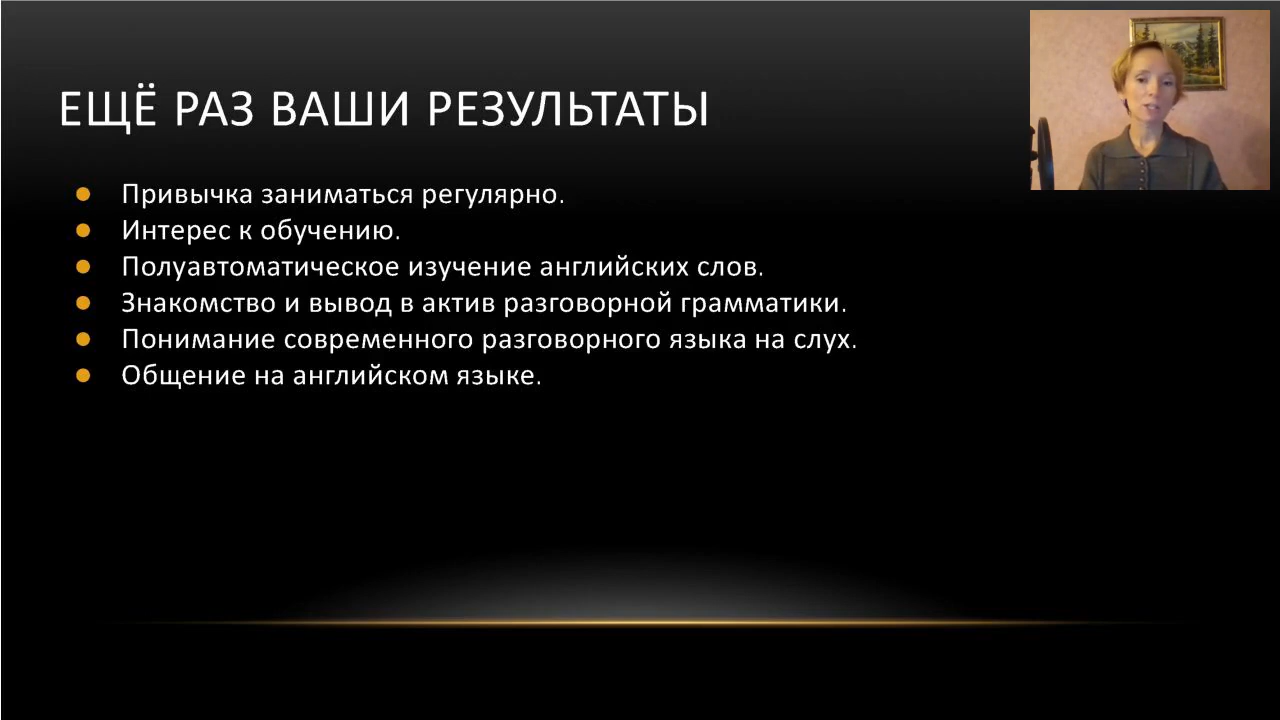 ЕЩЁ РАЗ ВАШИ РЕЗУЛЬТАТЫ
● Привычка заниматься регулярно.
● Интерес к обучению.
● Полуавтоматическое изучение английских слов.
● Знакомство и вывод в актив разговорной грамматики.
● Понимание современного разговорного языка на слух.
● Общение на английском языке.